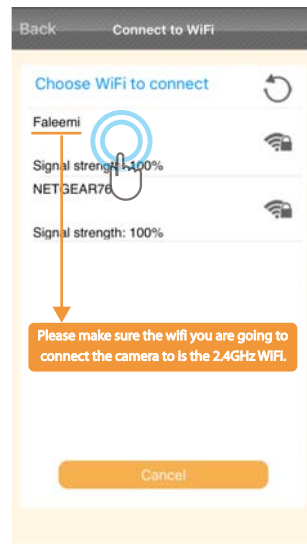 Back Connect to WiFi
Choose WiFi to connect
Faleemi
Signal strength: 100%
NETGEAR76
Signal strength: 100%
Please make sure the wifi you are going to
connect the camera to is the 2.4GHz WiFi.
Cancel